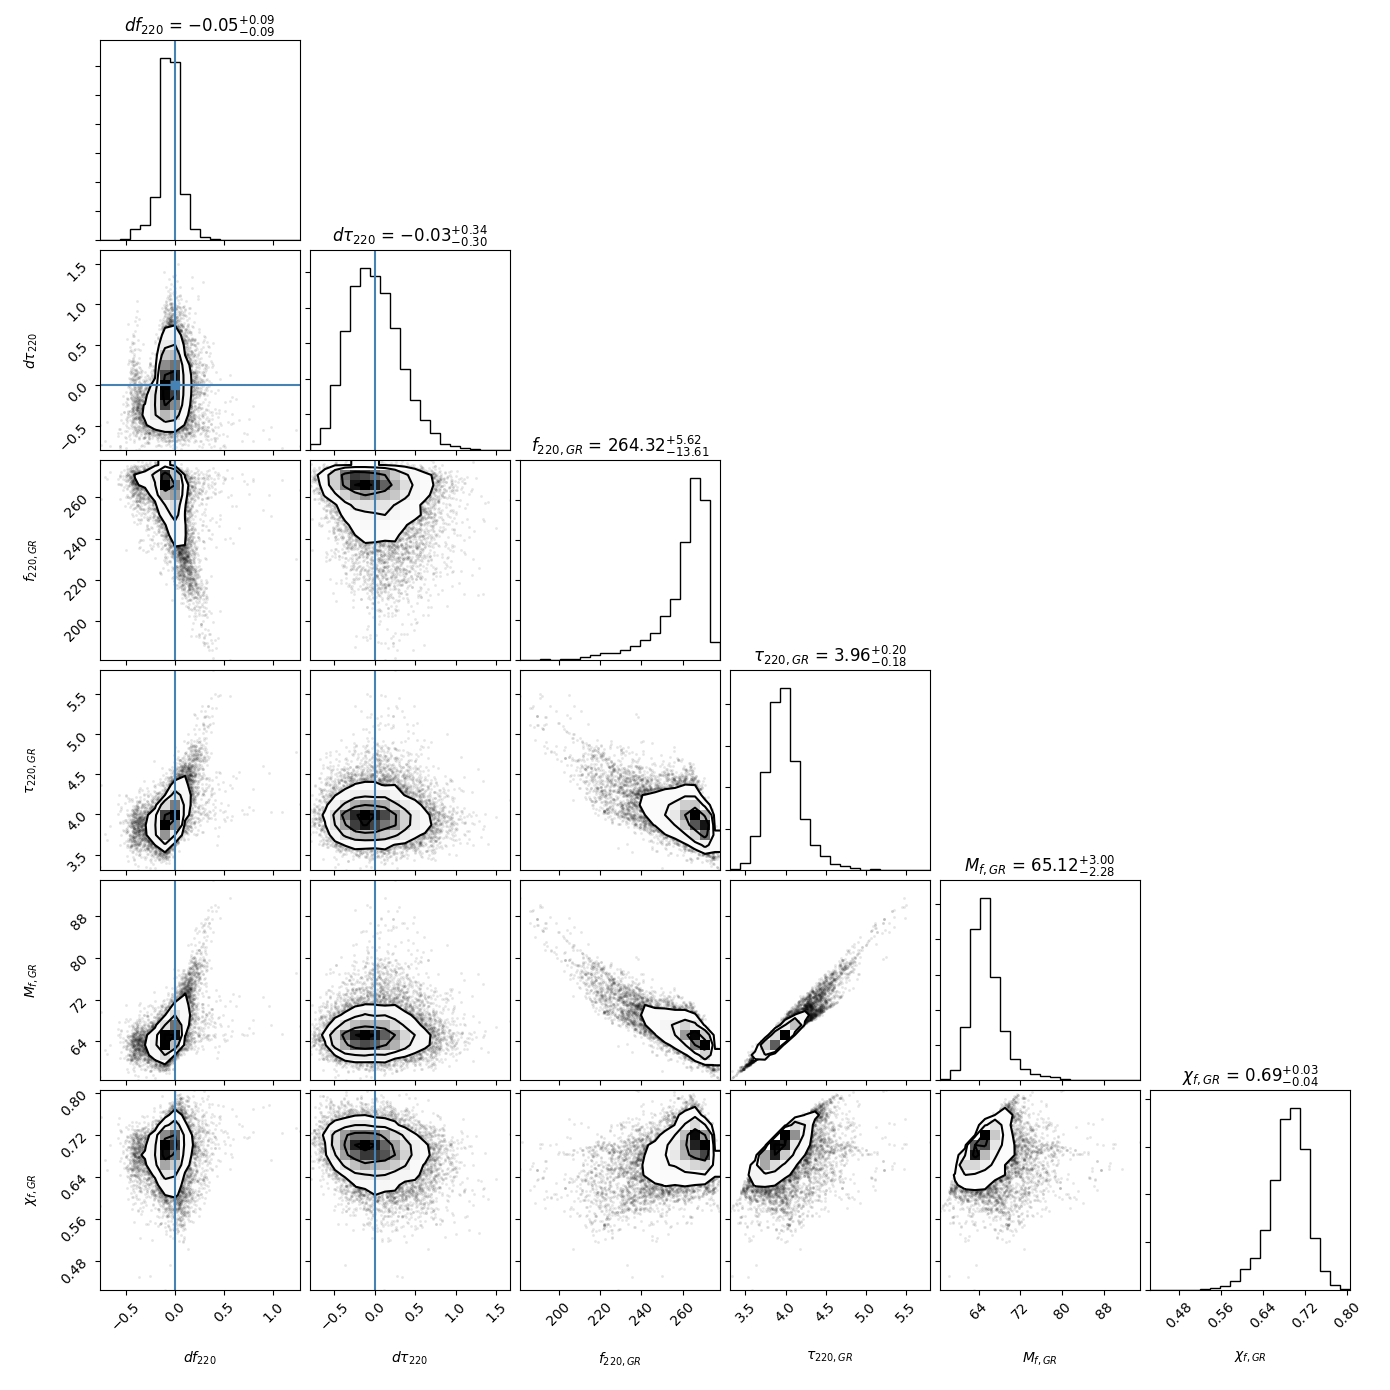 df₂₂₀ = −0.05⁺⁰·⁰⁹₋₀.₀₉
dτ₂₂₀ = −0.03⁺⁰·³⁴₋₀.₃₀
1.5
1.0
0.5
0.0
−0.5
dτ₂₂₀
f₂₂₀,GR = 264.32⁺⁵·⁶²₋₁₃.₆₁
260
240
220
200
f₂₂₀,GR
τ₂₂₀,GR = 3.96⁺⁰·²⁰₋₀.₁₈
5.5
5.0
4.5
4.0
3.5
τ₂₂₀,GR
M_f,GR = 65.12⁺³·⁰⁰₋₂.₂₈
88
80
72
64
M_f,GR
χ_f,GR = 0.69⁺⁰·⁰³₋₀.₀₄
0.80
0.72
0.64
0.56
0.48
χ_f,GR
−0.5 0.0 0.5 1.0
df₂₂₀
−0.5 0.0 0.5 1.0 1.5
dτ₂₂₀
200 220 240 260
f₂₂₀,GR
3.5 4.0 4.5 5.0 5.5
τ₂₂₀,GR
64 72 80 88
M_f,GR
0.48 0.56 0.64 0.72 0.80
χ_f,GR